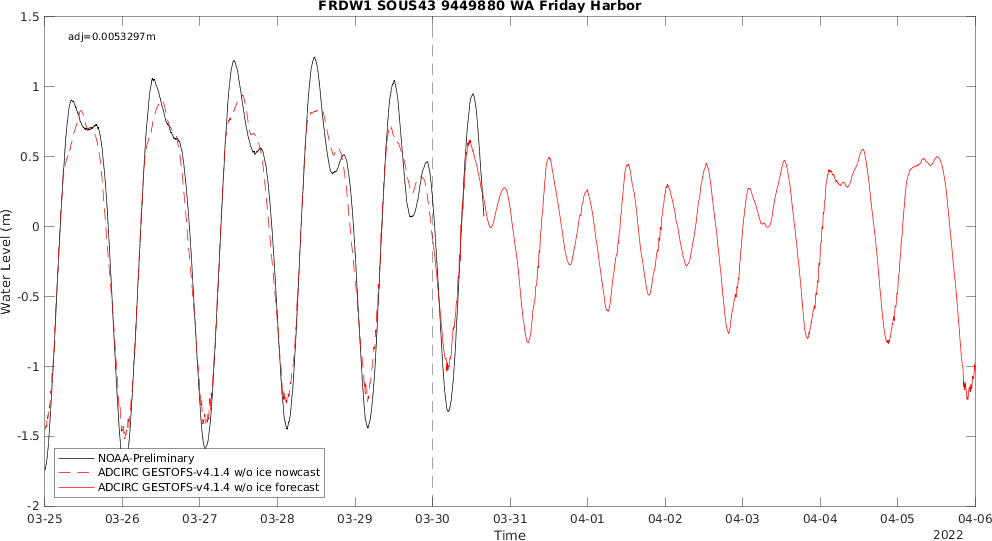 FRDW1 SOUS43 9449880 WA Friday Harbor
adj=0.0053297m
1.5
1
0.5
0
-0.5
-1
-1.5
-2
Water Level (m)
NOAA-Preliminary
ADCIRC GESTOFS-v4.1.4 w/o ice nowcast
ADCIRC GESTOFS-v4.1.4 w/o ice forecast
03-25 03-26 03-27 03-28 03-29 03-30 03-31 04-01 04-02 04-03 04-04 04-05 04-06
Time
2022